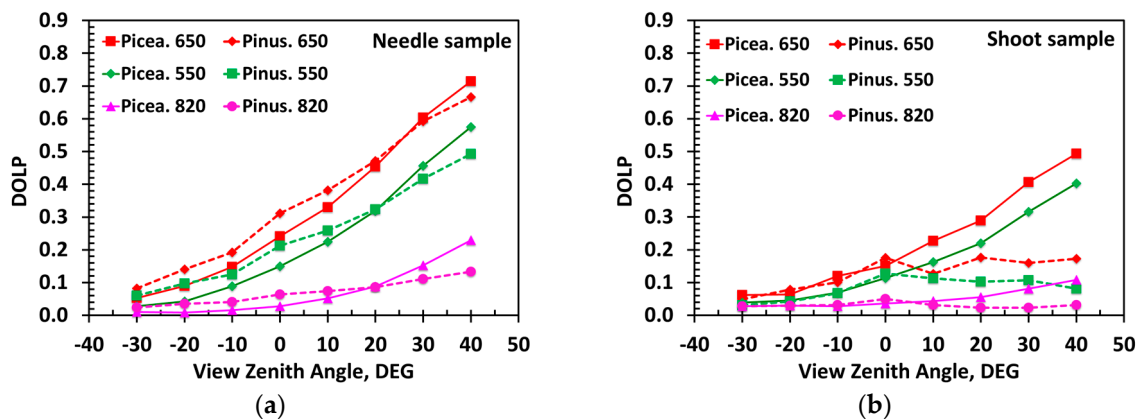 0.9
0.8
0.7
0.6
0.5
0.4
0.3
0.2
0.1
0.0
DOLP
Picea. 650 Pinus. 650
Picea. 550 Pinus. 550
Picea. 820 Pinus. 820
Needle sample
-40 -30 -20 -10 0 10 20 30 40 50
View Zenith Angle, DEG
(a)
0.9
0.8
0.7
0.6
0.5
0.4
0.3
0.2
0.1
0.0
DOLP
Picea. 650 Pinus. 650
Picea. 550 Pinus. 550
Picea. 820 Pinus. 820
Shoot sample
-40 -30 -20 -10 0 10 20 30 40 50
View Zenith Angle, DEG
(b)